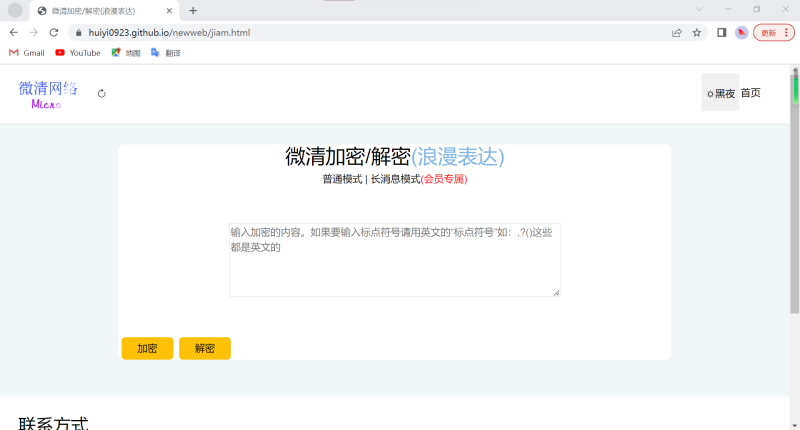 微清加密/解密(浪漫表达)
huiyi0923.github.io/newweb/jiam.html
更新
Gmail
YouTube
地图
翻译
微清网络
Micro
黑夜
首页
微清加密/解密(浪漫表达)
普通模式 | 长消息模式(会员专属)
输入加密的内容。如果要输入标点符号请用英文的"标点符号"如：,?()这些
都是英文的
加密
解密
联系方式